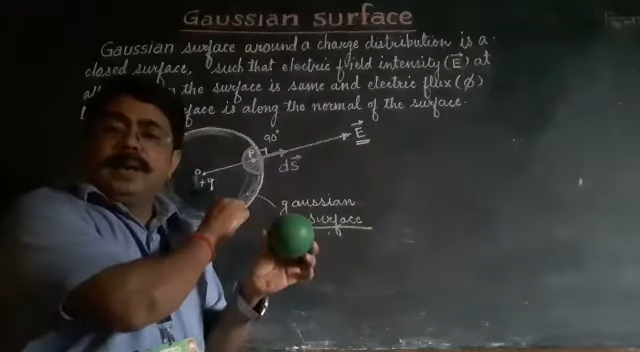 Gaussian surface
Gaussian surface around a charge distribution is a
closed surface, such that electric field intensity (E⃗) at
all the surface is same and electric flux (ϕ)
face is along the normal of the surface.
90°
E⃗
P
dS⃗
+q
gaussian
surface